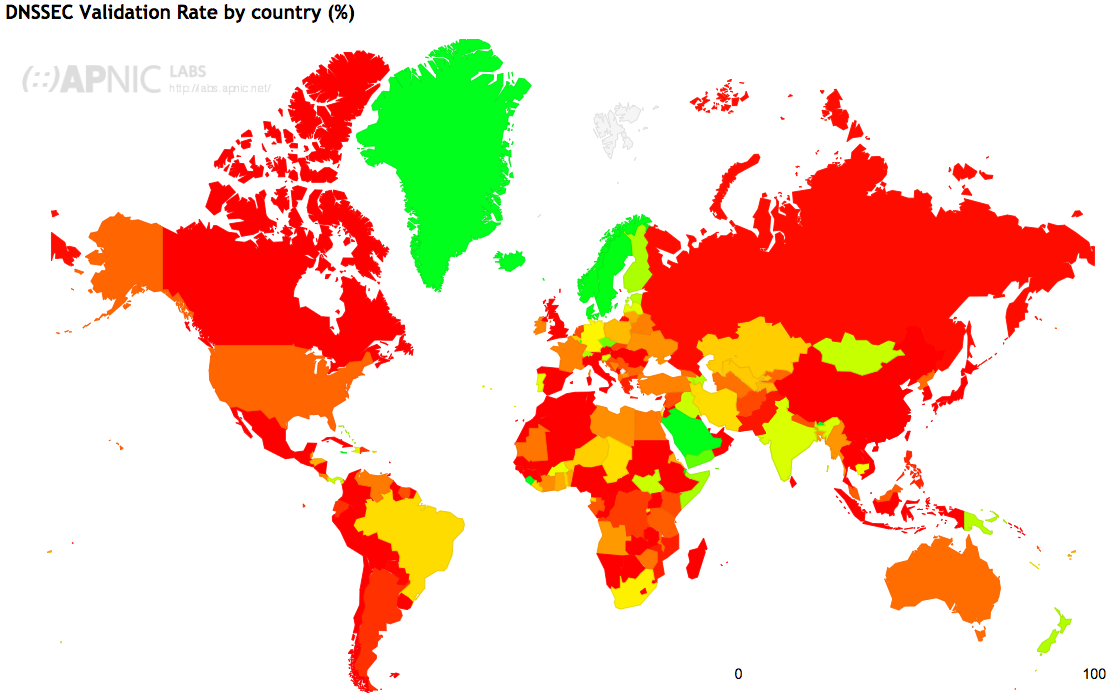 DNSSEC Validation Rate by country (%)
(::)APNIC LABS
http://labs.apnic.net/
0 100